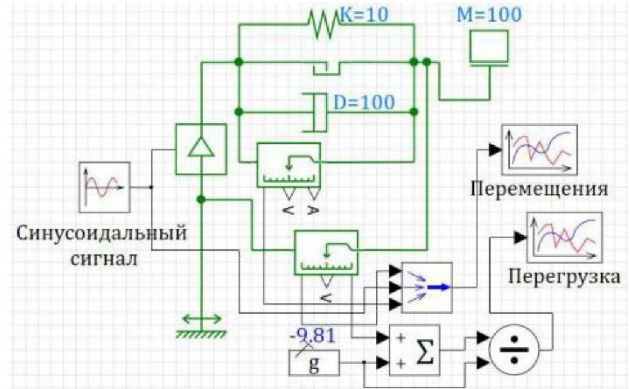 K=10
M=100
D=100
V
A
Перемещения
Синусоидальный
сигнал
V
Перегрузка
-9.81
g
+
+
Σ
÷